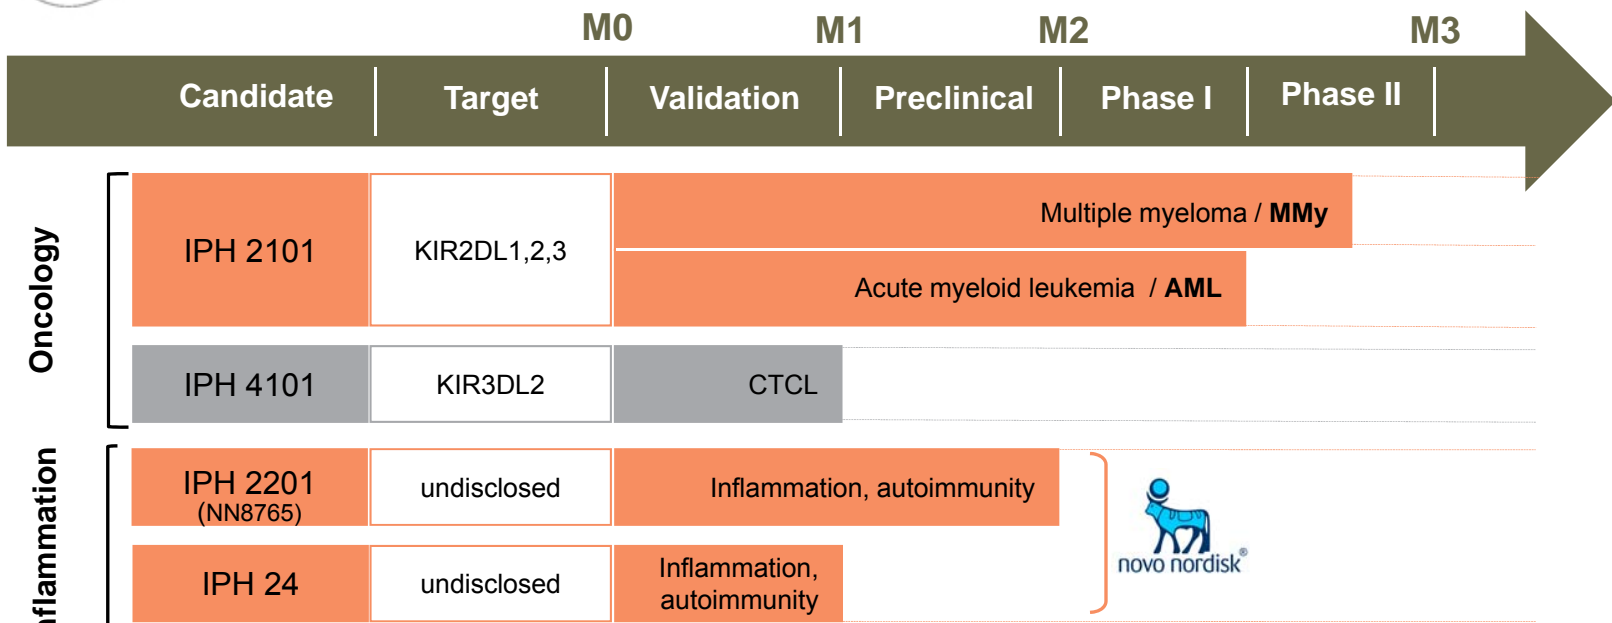 M0 M1 M2 M3
Candidate Target Validation Preclinical Phase I Phase II
Oncology
IPH 2101 KIR2DL1,2,3 Multiple myeloma / MMy
Acute myeloid leukemia / AML
IPH 4101 KIR3DL2 CTCL
nflammation
IPH 2201 undisclosed Inflammation, autoimmunity
(NN8765)
novo nordisk®
IPH 24 undisclosed Inflammation,
autoimmunity